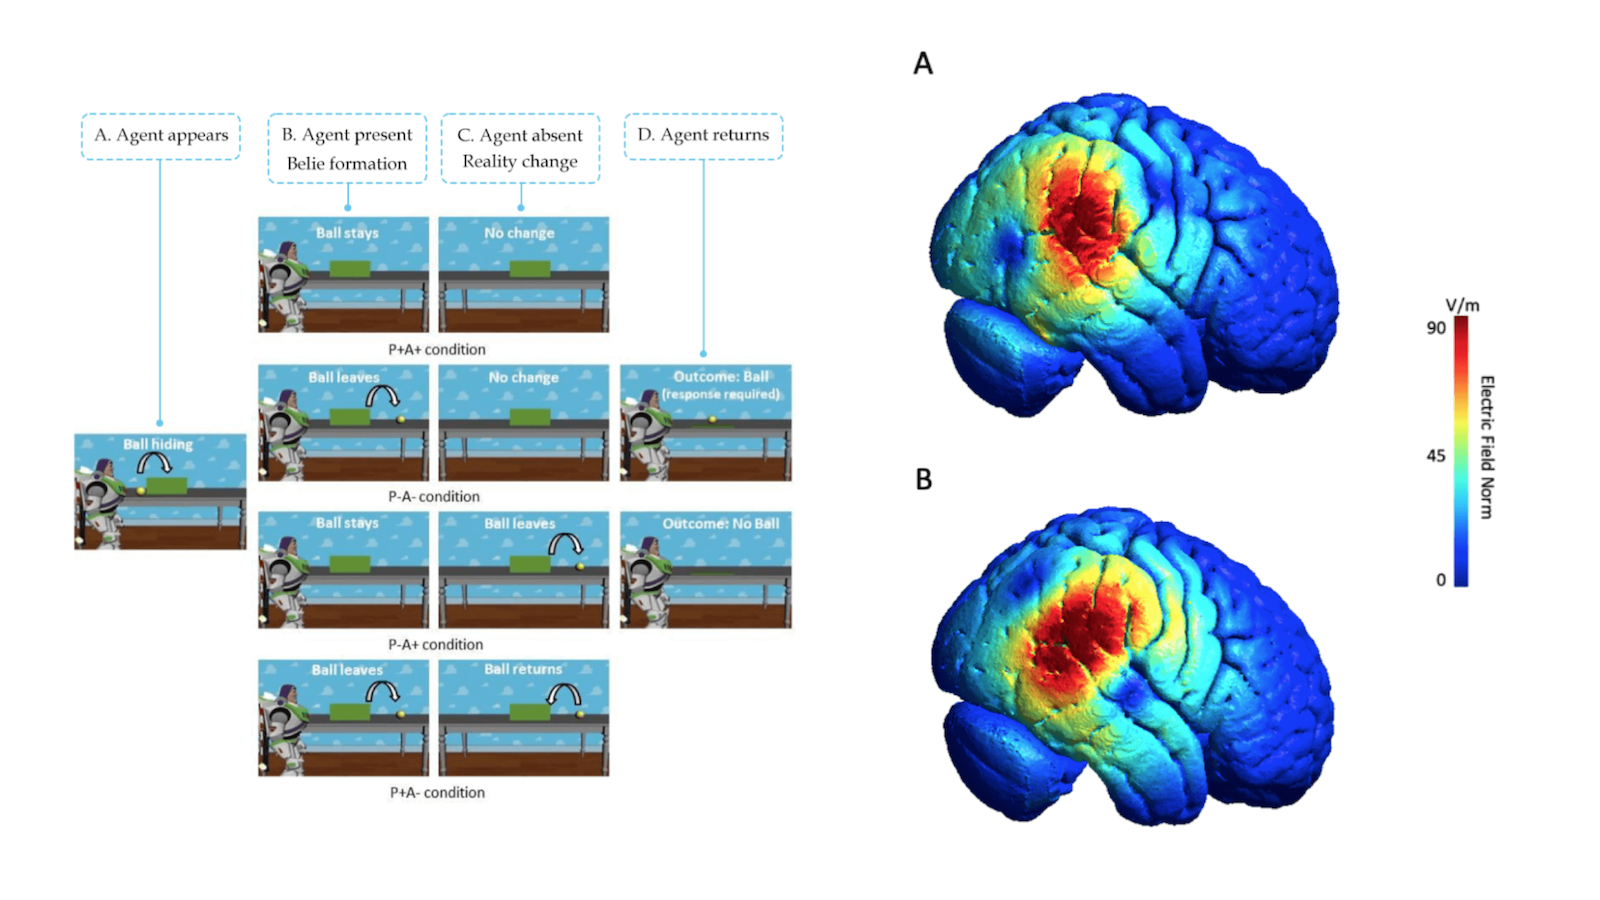 A. Agent appears
B. Agent present
Belie formation
C. Agent absent
Reality change
D. Agent returns
Ball hiding
Ball stays
No change
P+A+ condition
Ball leaves
No change
Outcome: Ball
(response required)
P-A- condition
Ball stays
Ball leaves
Outcome: No Ball
P-A+ condition
Ball leaves
Ball returns
P+A- condition
A
B
V/m
90
45
0
Electric Field Norm